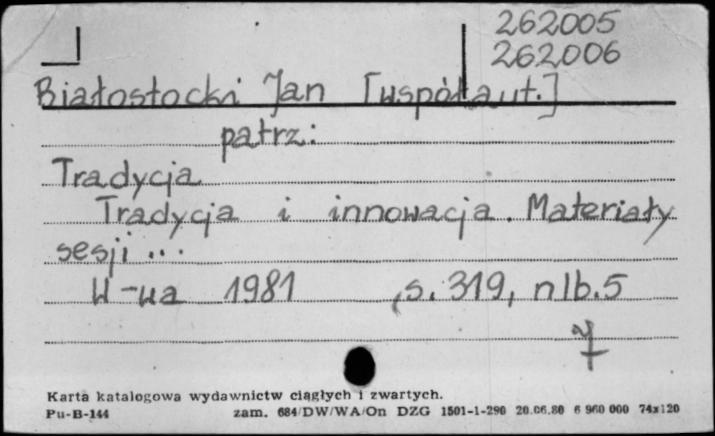 262005
262006
Białostocki Jan [współaut.]
patrz:
Tradycja
Tradycja i innowacja. Materiały
sesji ...
W-wa 1981 , s. 319, nlb. 5
Karta katalogowa wydawnictw ciągłych i zwartych.
Pu-B-144 zam. 684/DW/WA/On DZG 1501-1-290 20.06.80 6 960 000 74x120